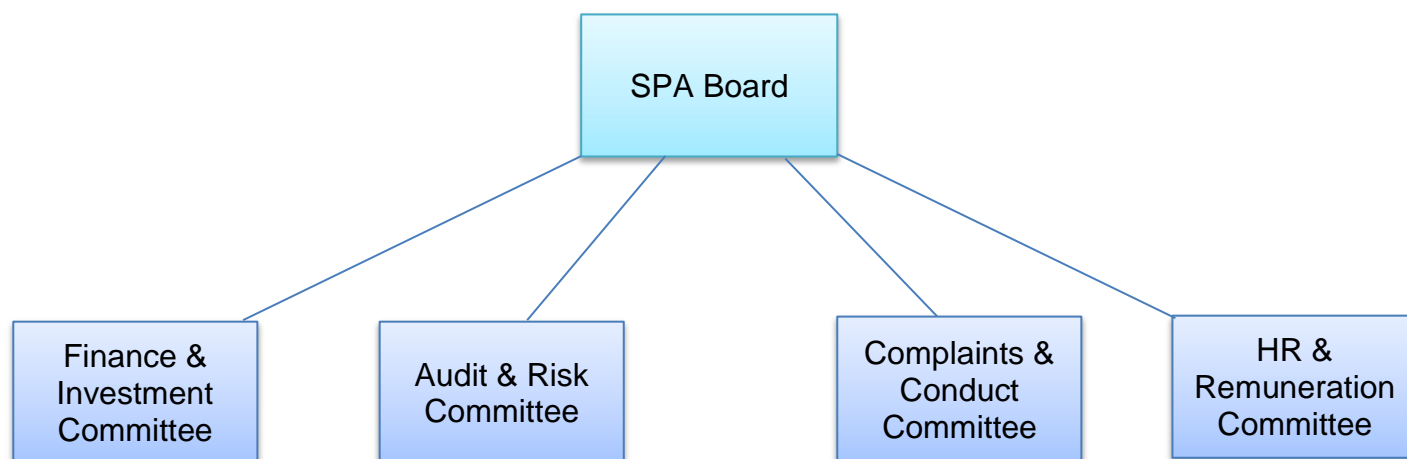 SPA Board
Finance &
Investment
Committee
Audit & Risk
Committee
Complaints &
Conduct
Committee
HR &
Remuneration
Committee